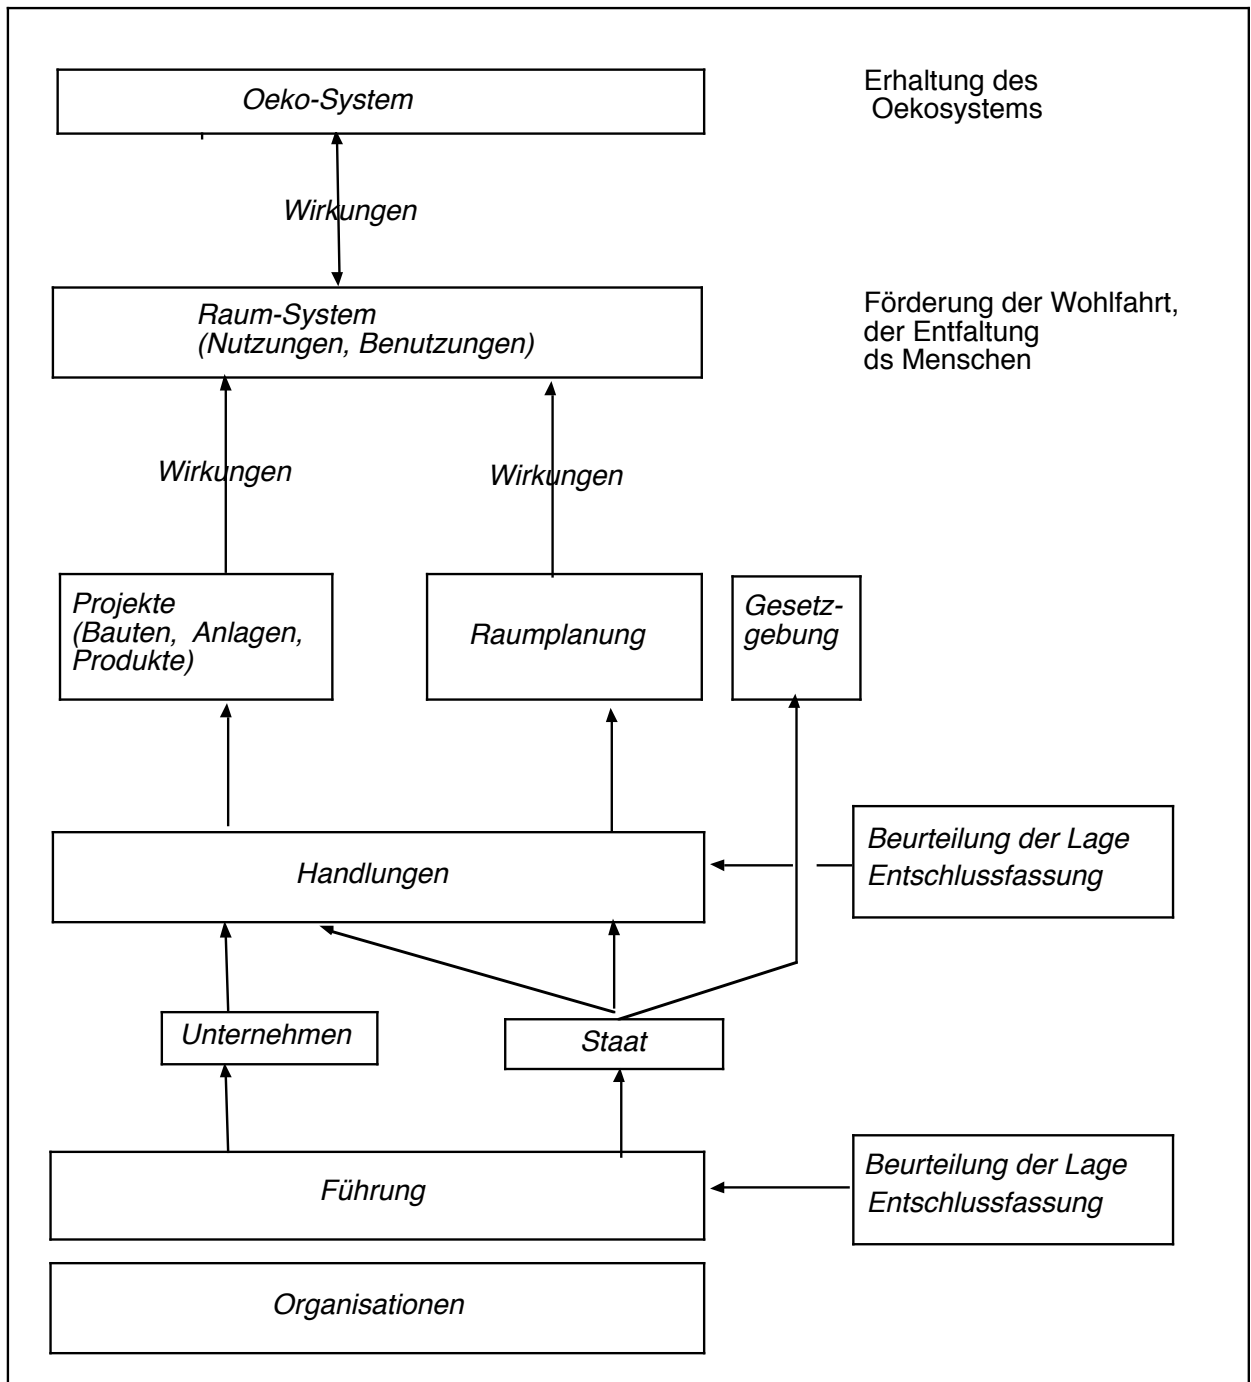 Oeko-System
Erhaltung des
Oekosystems
Wirkungen
Raum-System
(Nutzungen, Benutzungen)
Förderung der Wohlfahrt,
der Entfaltung
ds Menschen
Wirkungen
Wirkungen
Projekte
(Bauten, Anlagen,
Produkte)
Raumplanung
Gesetz-
gebung
Handlungen
Beurteilung der Lage
Entschlussfassung
Unternehmen
Staat
Führung
Beurteilung der Lage
Entschlussfassung
Organisationen